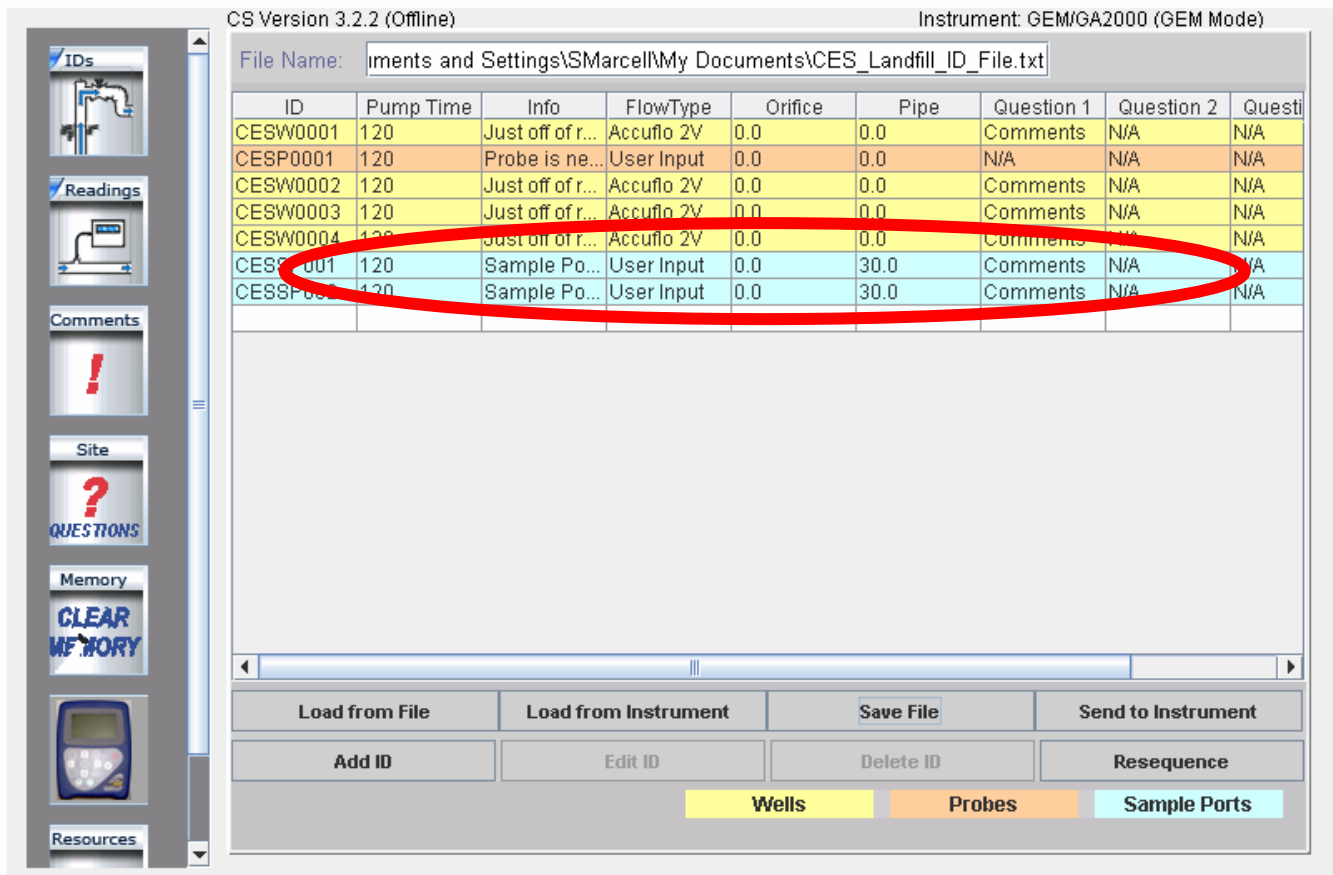 CS Version 3.2.2 (Offline) Instrument: GEM/GA2000 (GEM Mode)
IDs
File Name: uments and Settings\SMarcell\My Documents\CES_Landfill_ID_File.txt
ID Pump Time Info FlowType Orifice Pipe Question 1 Question 2 Questi
CESW0001 120 Just off of r... Accuflo 2V 0.0 0.0 Comments N/A N/A
CESP0001 120 Probe is ne... User Input 0.0 0.0 N/A N/A N/A
CESW0002 120 Just off of r... Accuflo 2V 0.0 0.0 Comments N/A N/A
CESW0003 120 Just off of r... Accuflo 2V 0.0 0.0 Comments N/A N/A
CESW0004 120 Just off of r... Accuflo 2V 0.0 0.0 Comments N/A
120 Sample Po... User Input 0.0 30.0 Comments N/A N/A
120 Sample Po... User Input 0.0 30.0 Comments N/A N/A
Readings
Comments
!
Site
?
QUESTIONS
Memory
CLEAR
MEMORY
Resources
Load from File Load from Instrument Save File Send to Instrument
Add ID Edit ID Delete ID Resequence
Wells Probes Sample Ports